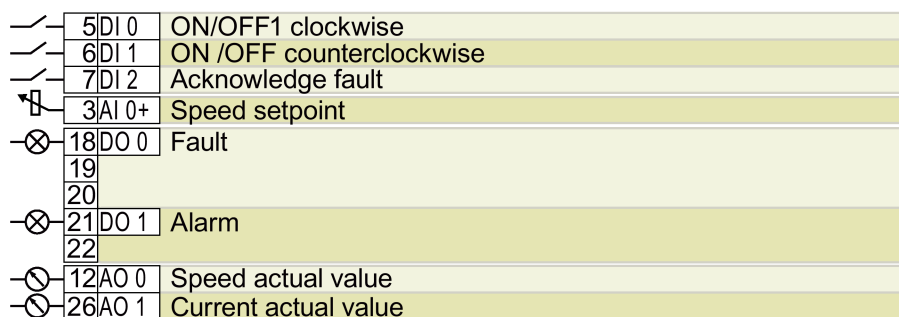 5 DI 0 ON/OFF1 clockwise
6 DI 1 ON /OFF counterclockwise
7 DI 2 Acknowledge fault
3 AI 0+ Speed setpoint
18 DO 0 Fault
19
20
21 DO 1 Alarm
22
12 AO 0 Speed actual value
26 AO 1 Current actual value